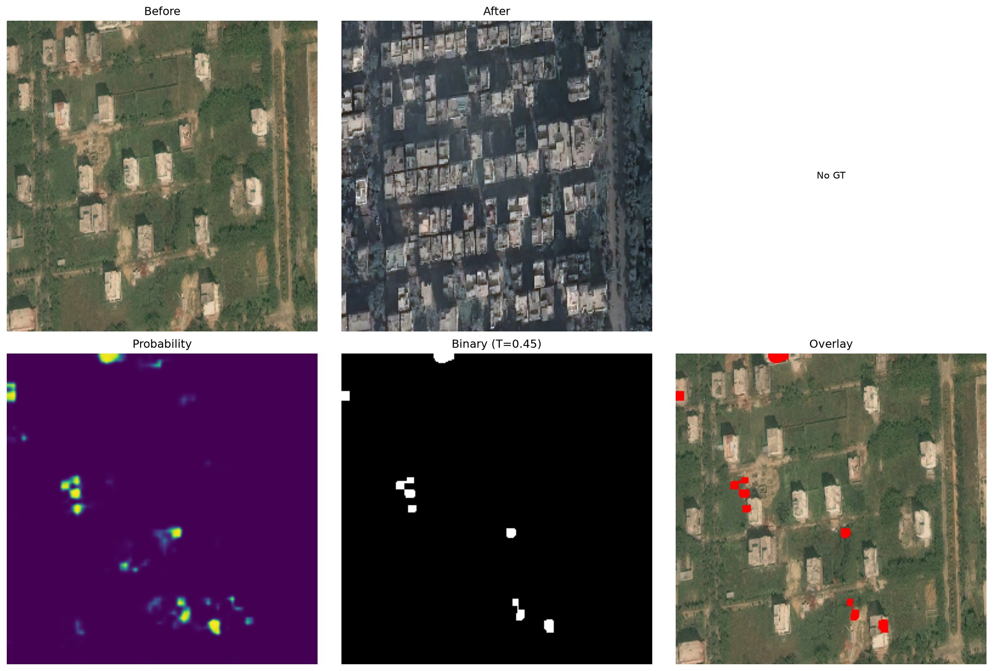 Before
After
No GT
Probability
Binary (T=0.45)
Overlay